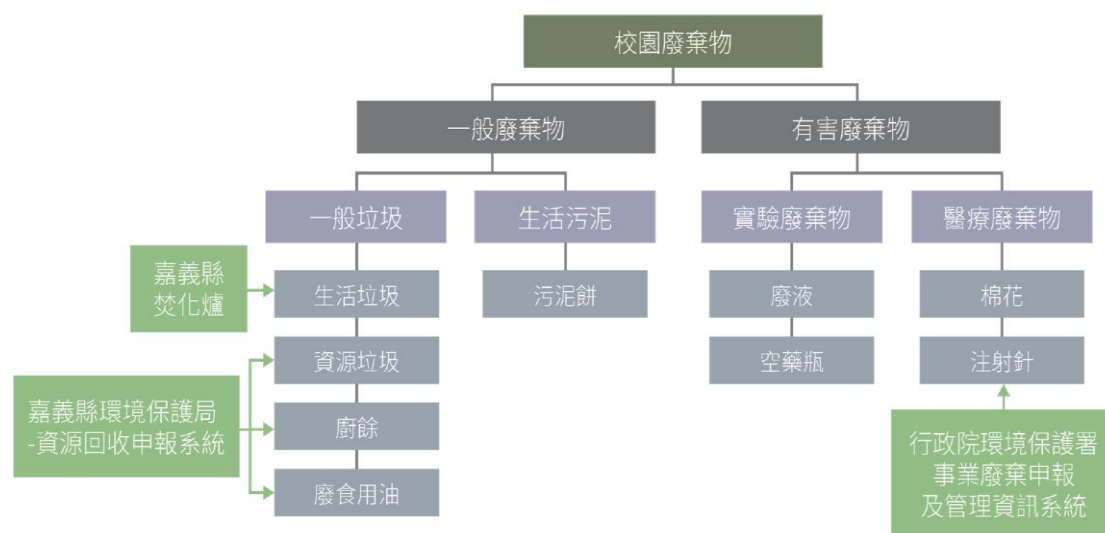 校園廢棄物
一般廢棄物
有害廢棄物
一般垃圾
生活污泥
實驗廢棄物
醫療廢棄物
嘉義縣
焚化爐
生活垃圾
污泥餅
廢液
棉花
資源垃圾
空藥瓶
注射針
嘉義縣環境保護局
-資源回收申報系統
廚餘
廢食用油
行政院環境保護署
事業廢棄申報
及管理資訊系統